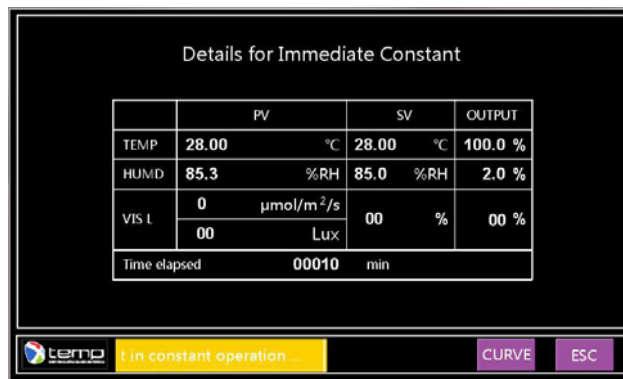 Details for Immediate Constant
PV SV OUTPUT
TEMP 28.00 ℃ 28.00 ℃ 100.0 %
HUMD 85.3 %RH 85.0 %RH 2.0 %
VIS L 0 μmol/m²/s 00 % 00 %
00 Lux
Time elapsed 00010 min
temp t in constant operation ... CURVE ESC